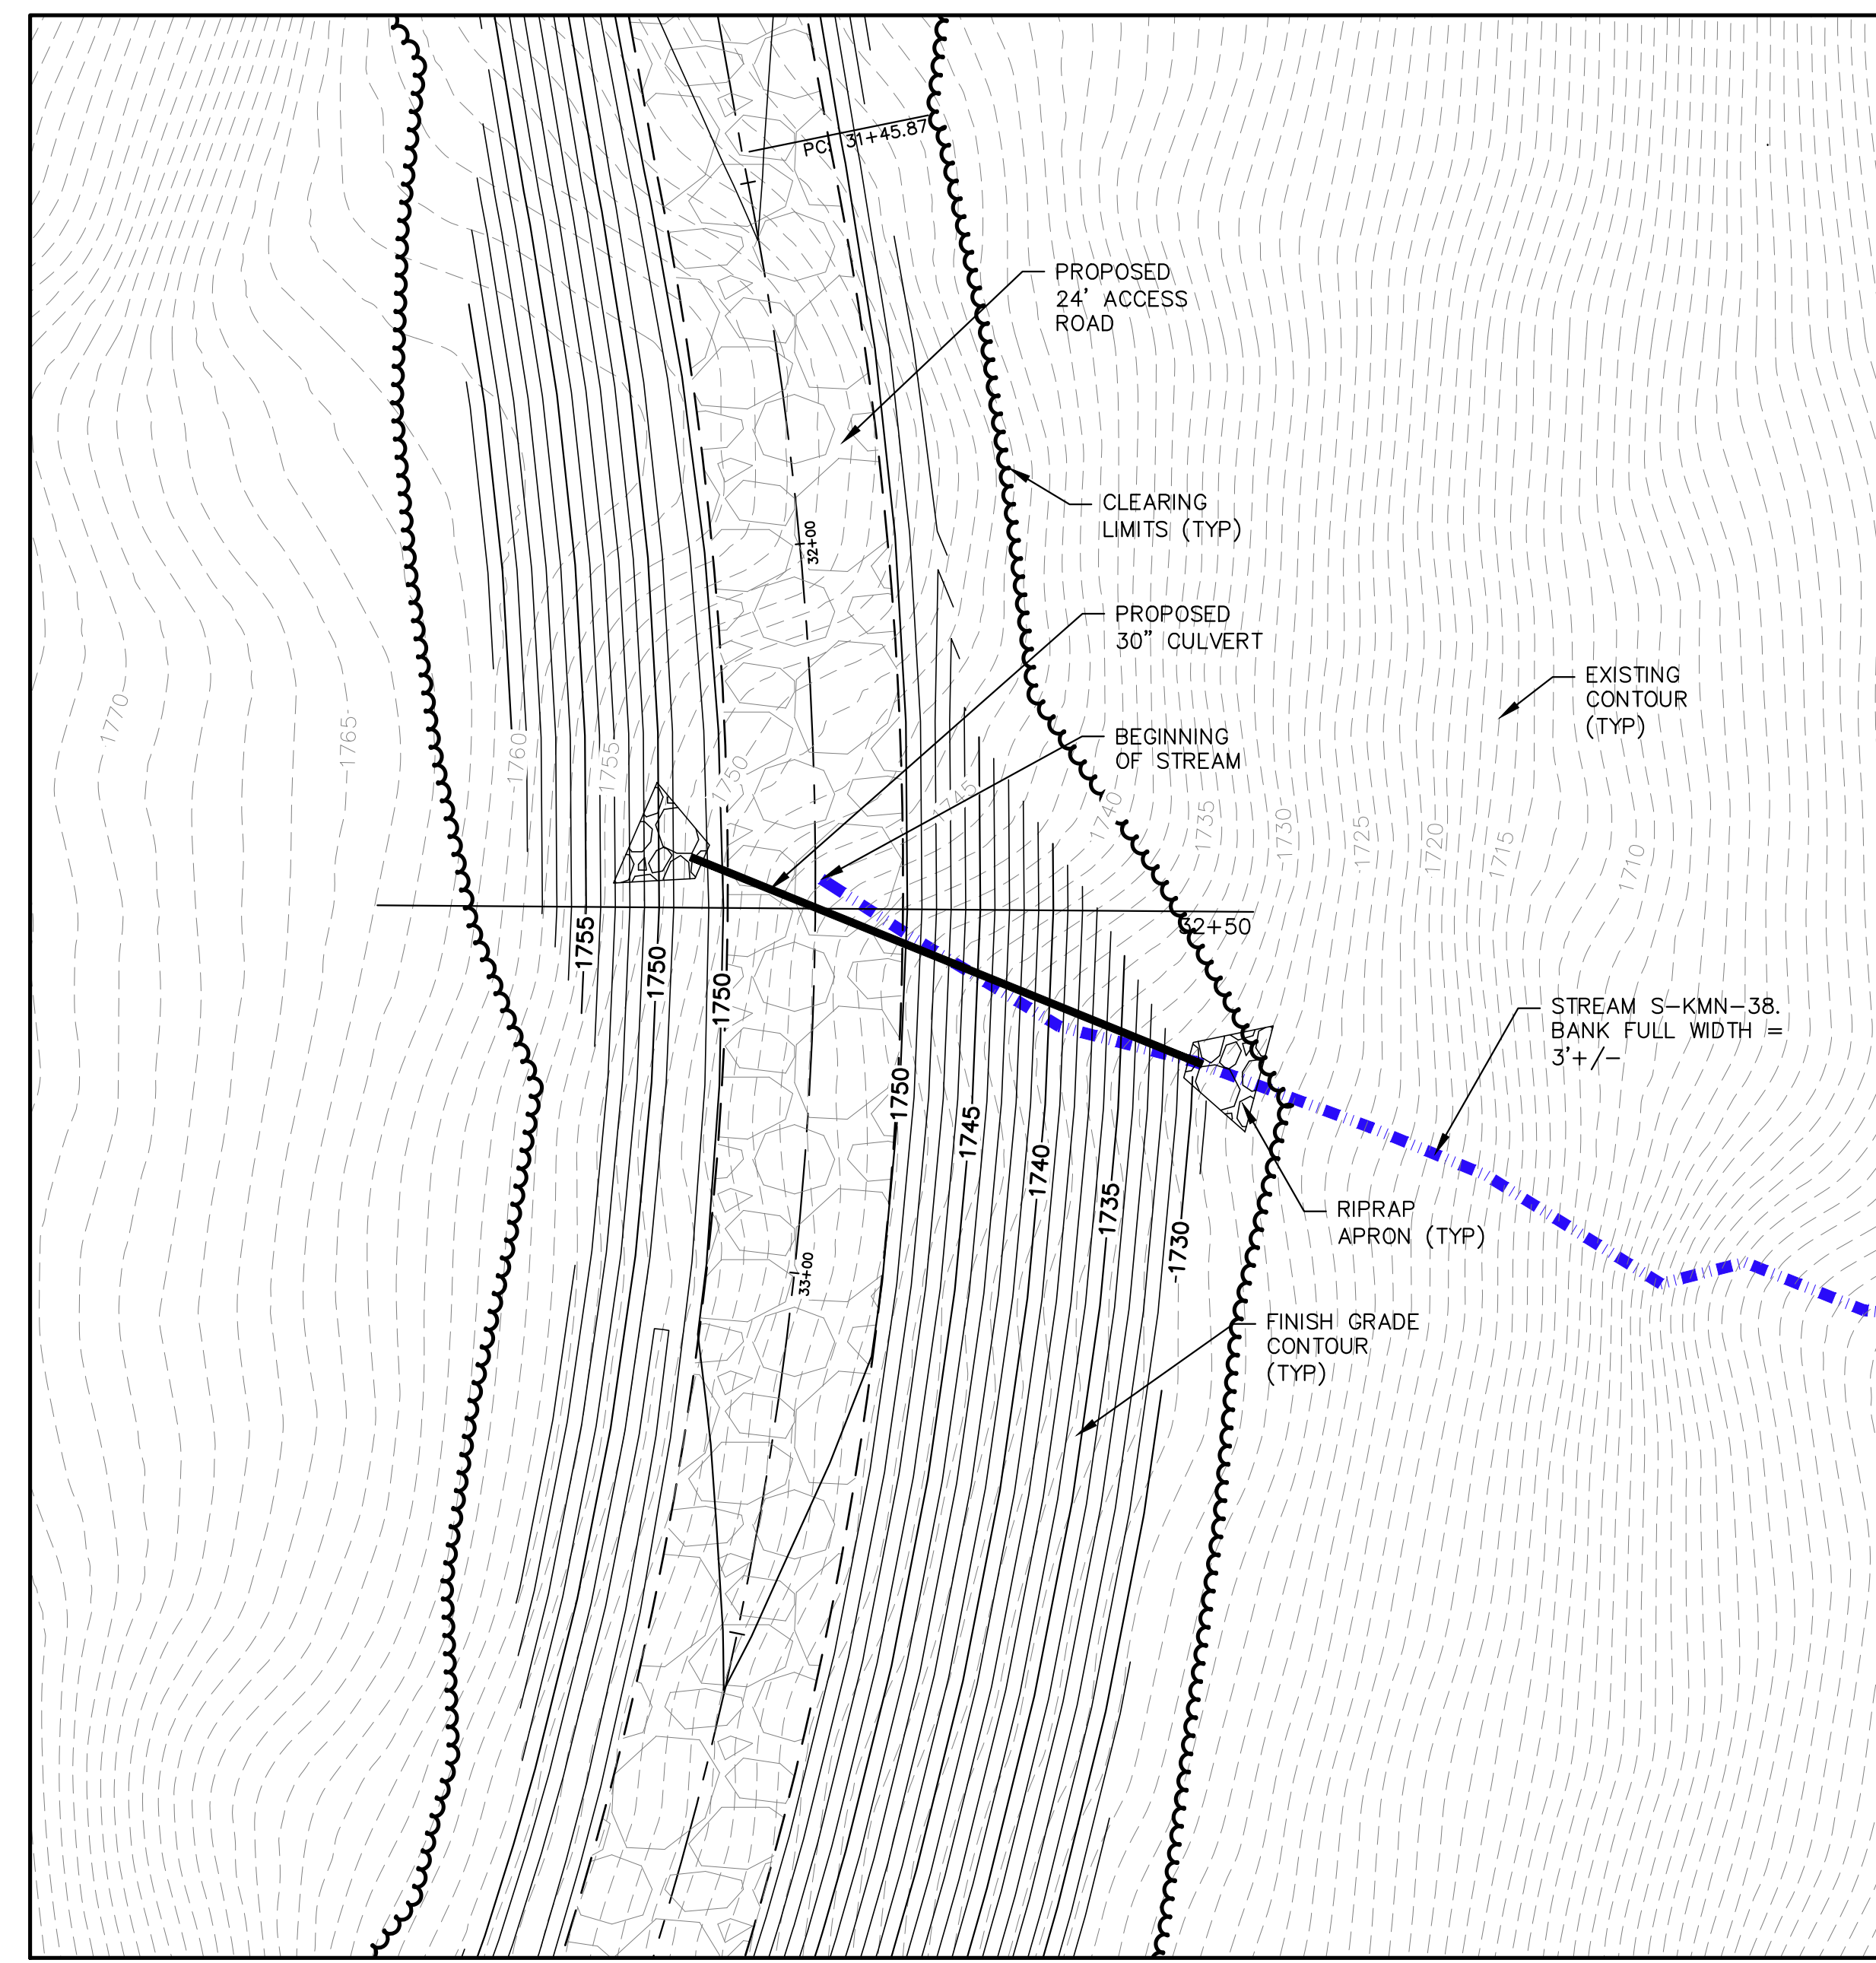 PC: 31+45.87
PROPOSED
24' ACCESS
ROAD
CLEARING
LIMITS (TYP)
32+00
PROPOSED
30" CULVERT
EXISTING
CONTOUR
(TYP)
BEGINNING
OF STREAM
1770
1765
1760
1755
1750
1745
1740
1735
1730
1725
1720
1715
1710
32+50
1755
1750
1750
1750
1745
1740
1735
1730
STREAM S-KMN-38.
BANK FULL WIDTH =
3'+/-
RIPRAP
APRON (TYP)
33+00
FINISH GRADE
CONTOUR
(TYP)